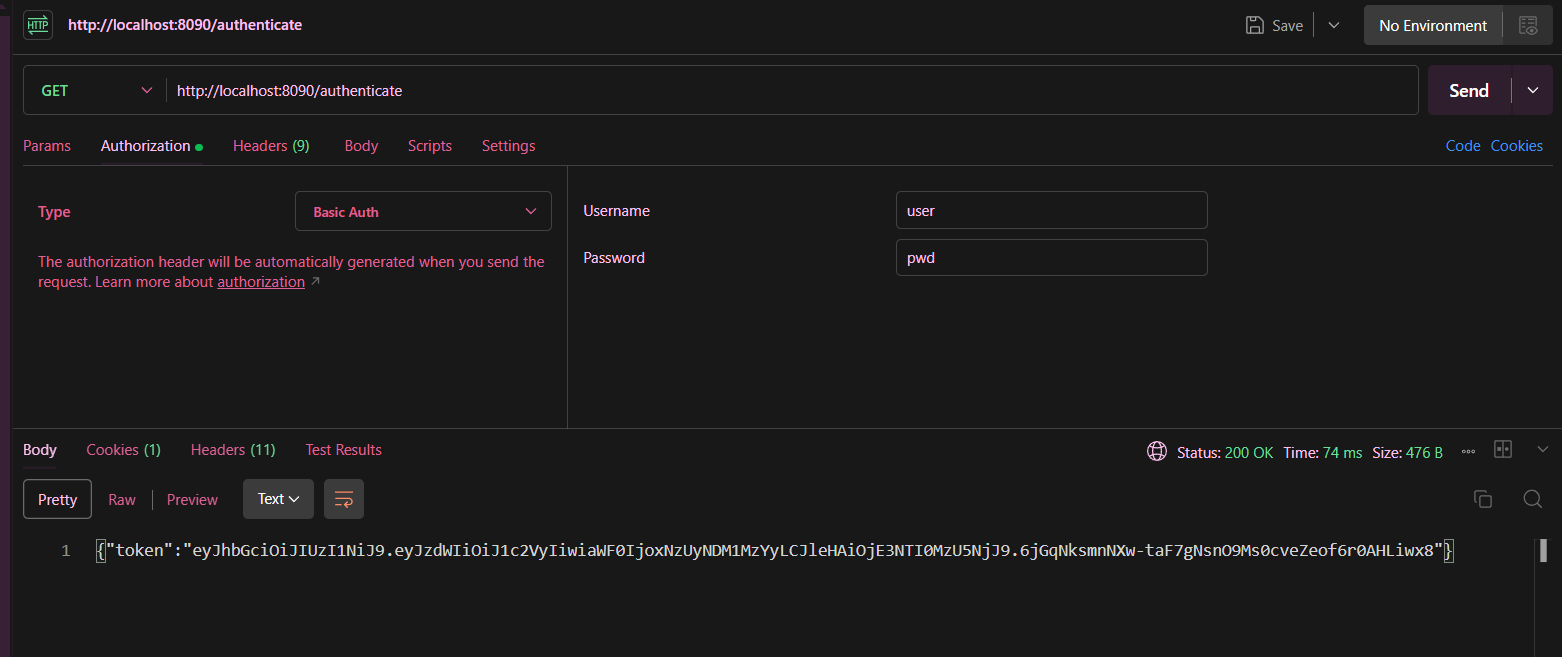 HTTP http://localhost:8090/authenticate Save No Environment
GET http://localhost:8090/authenticate Send
Params Authorization Headers (9) Body Scripts Settings Code Cookies
Type Basic Auth
Username user
The authorization header will be automatically generated when you send the
request. Learn more about authorization
Password pwd
Body Cookies (1) Headers (11) Test Results Status: 200 OK Time: 74 ms Size: 476 B
Pretty Raw Preview Text
1 {"token":"eyJhbGciOiJIUzI1NiJ9.eyJzdWIiOiJ1c2VyIiwiaWF0IjoxNzUyNDM1MzYyLCJleHAiOjE3NTI0MzU5NjJ9.6jGqNksmnNXw-taF7gNsnO9Ms0cveZeof6r0AHLiwx8"}